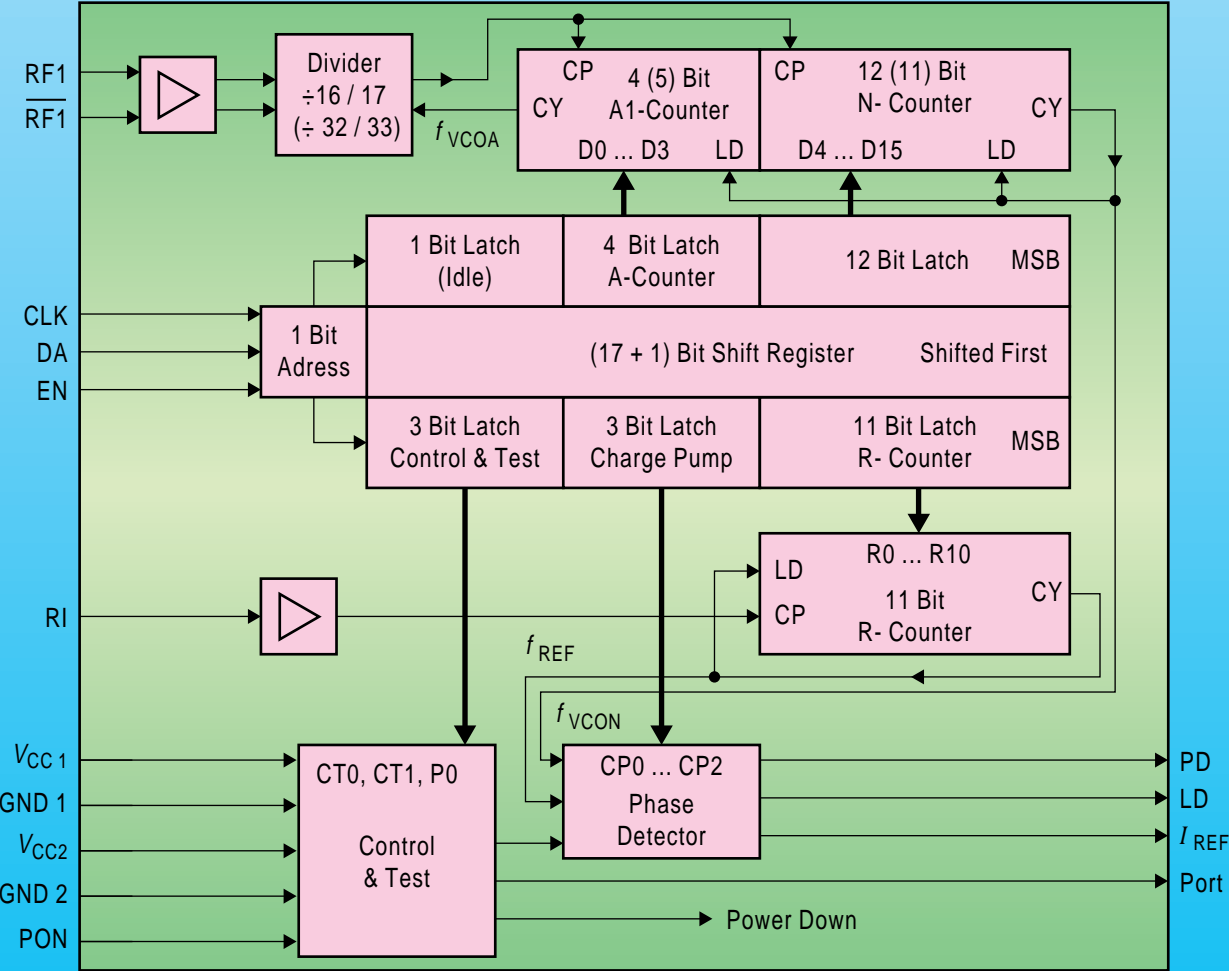 RF1
RF1
Divider
÷16 / 17
(÷ 32 / 33)
f VCOA
CP
4 (5) Bit
A1-Counter
CY
D0 ... D3
LD
CP
12 (11) Bit
N- Counter
CY
D4 ... D15
LD
1 Bit Latch
(Idle)
4 Bit Latch
A-Counter
12 Bit Latch
MSB
CLK
DA
EN
1 Bit
Adress
(17 + 1) Bit Shift Register
Shifted First
3 Bit Latch
Control & Test
3 Bit Latch
Charge Pump
11 Bit Latch
R- Counter
MSB
RI
R0 ... R10
LD
CP
11 Bit
R- Counter
CY
f REF
f VCON
VCC 1
GND 1
VCC2
GND 2
PON
CT0, CT1, P0
Control
& Test
CP0 ... CP2
Phase
Detector
PD
LD
I REF
Port
Power Down